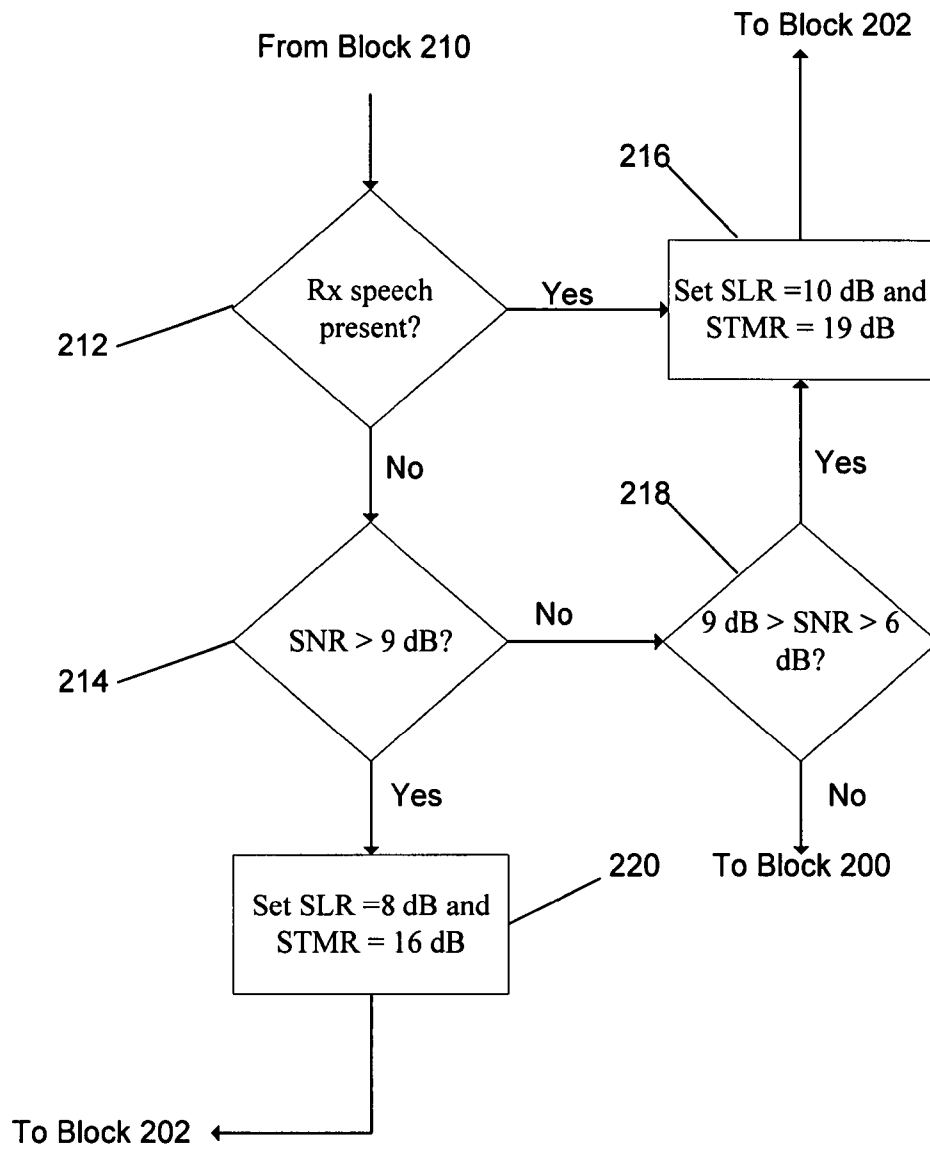 To Block 202
From Block 210
216
Rx speech
present?
Yes
Set SLR =10 dB and
STMR = 19 dB
212
No
Yes
218
SNR > 9 dB?
No
9 dB > SNR > 6
dB?
214
Yes
No
To Block 200
220
Set SLR =8 dB and
STMR = 16 dB
To Block 202